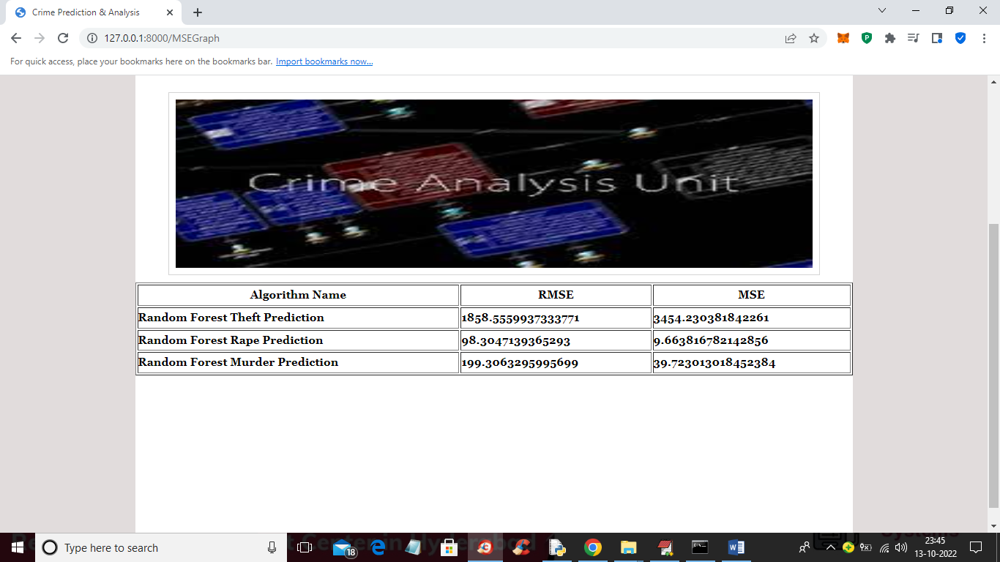 Crime Prediction & Analysis
127.0.0.1:8000/MSEGraph
For quick access, place your bookmarks here on the bookmarks bar. Import bookmarks now...
Crime Analysis Unit
Algorithm Name RMSE MSE
Random Forest Theft Prediction 1858.5559937333771 3454.230381842261
Random Forest Rape Prediction 98.3047139365293 9.663816782142856
Random Forest Murder Prediction 199.3063295995699 39.723013018452384
Type here to search
18
23:45
13-10-2022